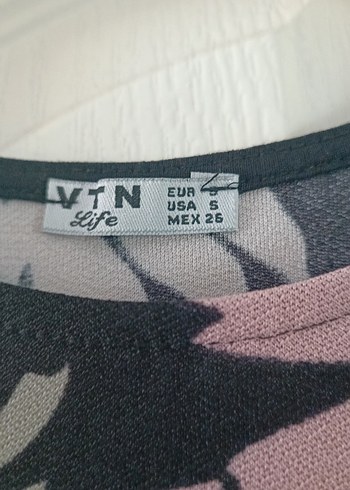 VTN
Life
EUR S
USA S
MEX 26